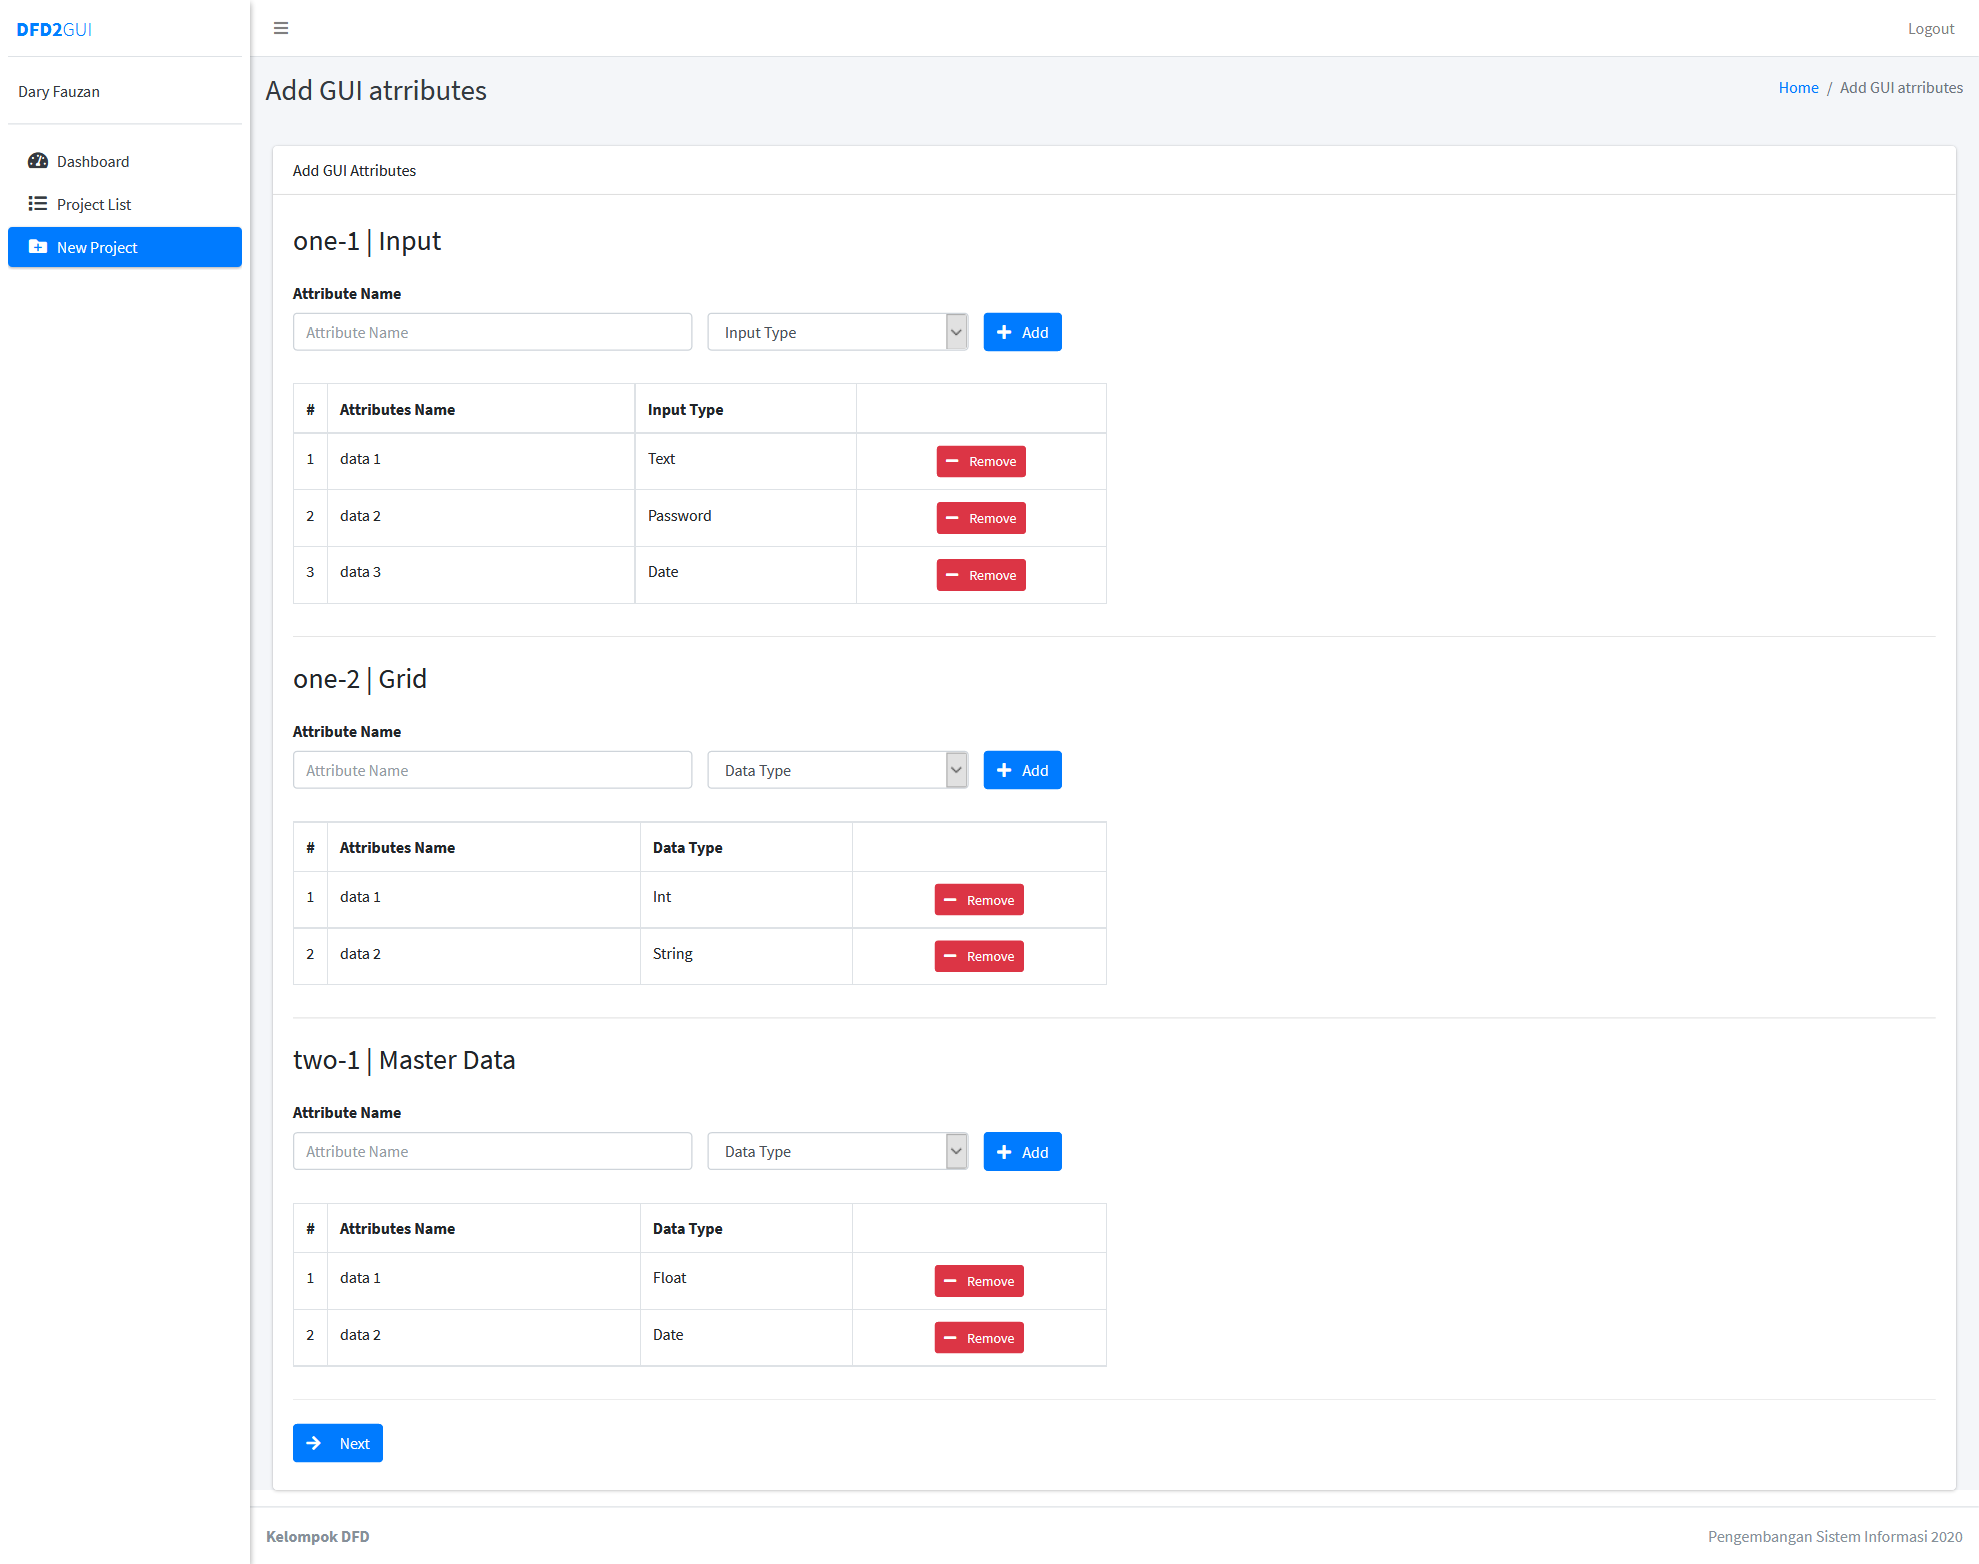 DFD2GUI
Logout
Dary Fauzan
Dashboard
Project List
New Project
Add GUI atrributes
Home / Add GUI atrributes
Add GUI Attributes
one-1 | Input
Attribute Name
Attribute Name Input Type Add
# Attributes Name Input Type
1 data 1 Text Remove
2 data 2 Password Remove
3 data 3 Date Remove
one-2 | Grid
Attribute Name
Attribute Name Data Type Add
# Attributes Name Data Type
1 data 1 Int Remove
2 data 2 String Remove
two-1 | Master Data
Attribute Name
Attribute Name Data Type Add
# Attributes Name Data Type
1 data 1 Float Remove
2 data 2 Date Remove
Next
Kelompok DFD
Pengembangan Sistem Informasi 2020